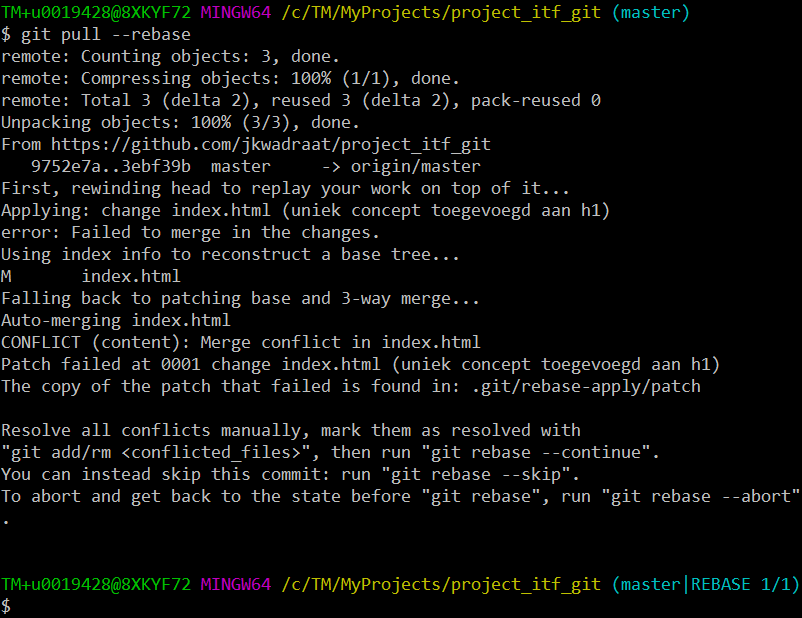 TM+u0019428@8XKYF72 MINGW64 /c/TM/MyProjects/project_itf_git (master)
$ git pull --rebase
remote: Counting objects: 3, done.
remote: Compressing objects: 100% (1/1), done.
remote: Total 3 (delta 2), reused 3 (delta 2), pack-reused 0
Unpacking objects: 100% (3/3), done.
From https://github.com/jkwadraat/project_itf_git
   9752e7a..3ebf39b  master     -> origin/master
First, rewinding head to replay your work on top of it...
Applying: change index.html (uniek concept toegevoegd aan h1)
error: Failed to merge in the changes.
Using index info to reconstruct a base tree...
M       index.html
Falling back to patching base and 3-way merge...
Auto-merging index.html
CONFLICT (content): Merge conflict in index.html
Patch failed at 0001 change index.html (uniek concept toegevoegd aan h1)
The copy of the patch that failed is found in: .git/rebase-apply/patch

Resolve all conflicts manually, mark them as resolved with
"git add/rm <conflicted_files>", then run "git rebase --continue".
You can instead skip this commit: run "git rebase --skip".
To abort and get back to the state before "git rebase", run "git rebase --abort"
.

TM+u0019428@8XKYF72 MINGW64 /c/TM/MyProjects/project_itf_git (master|REBASE 1/1)
$